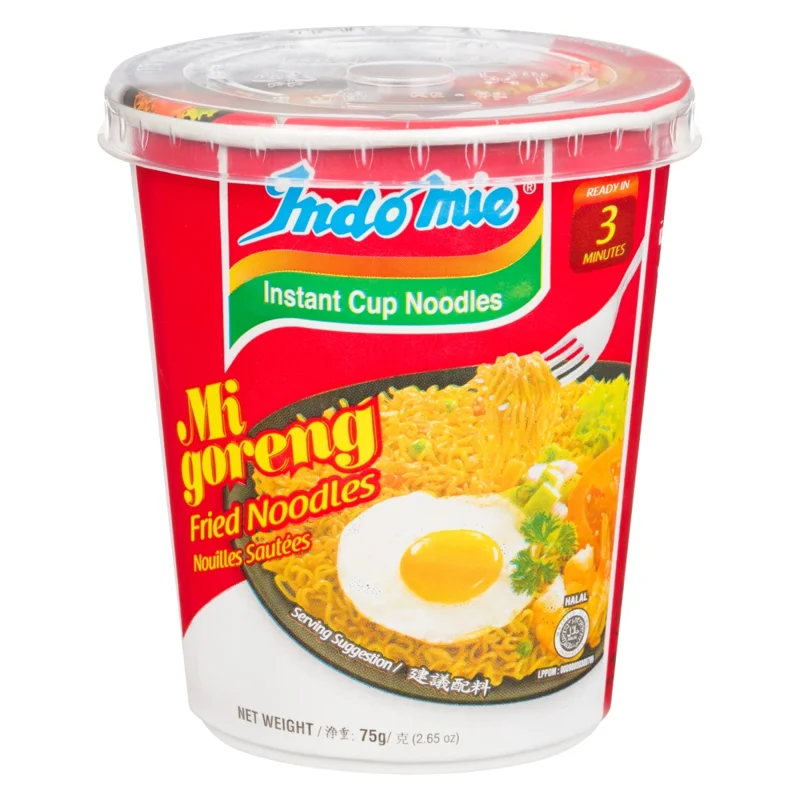 Indomie®
READY IN
3
MINUTES
Instant Cup Noodles
Mi
goreng
Fried Noodles
Nouilles Sautées
HALAL
Serving Suggestion / 建議配料
NET WEIGHT / 淨重: 75g/ 克 (2.65 oz)